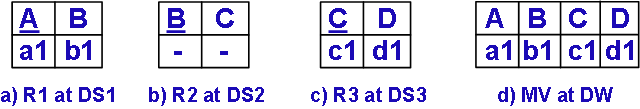 A B
a1 b1
a) R1 at DS1
B C
- -
b) R2 at DS2
C D
c1 d1
c) R3 at DS3
A B C D
a1 b1 c1 d1
d) MV at DW